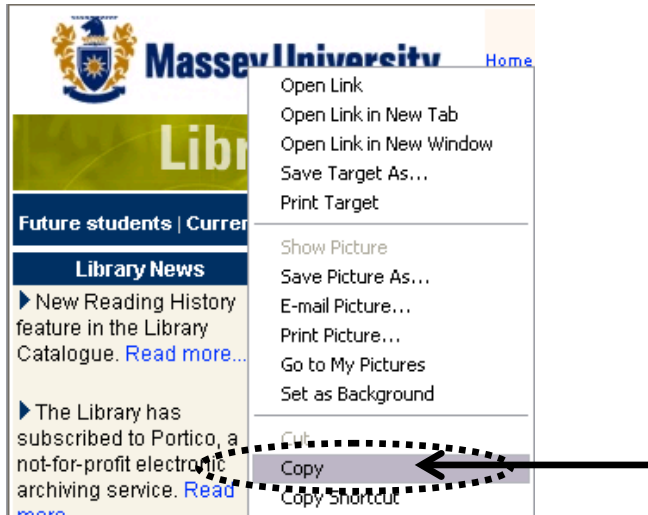 Massey University
Home
Libr
Future students | Curren
Library News
New Reading History
feature in the Library
Catalogue. Read more...
The Library has
subscribed to Portico, a
not-for-profit electronic
archiving service. Read
more
Open Link
Open Link in New Tab
Open Link in New Window
Save Target As...
Print Target
Show Picture
Save Picture As...
E-mail Picture...
Print Picture...
Go to My Pictures
Set as Background
Cut
Copy
Copy Shortcut